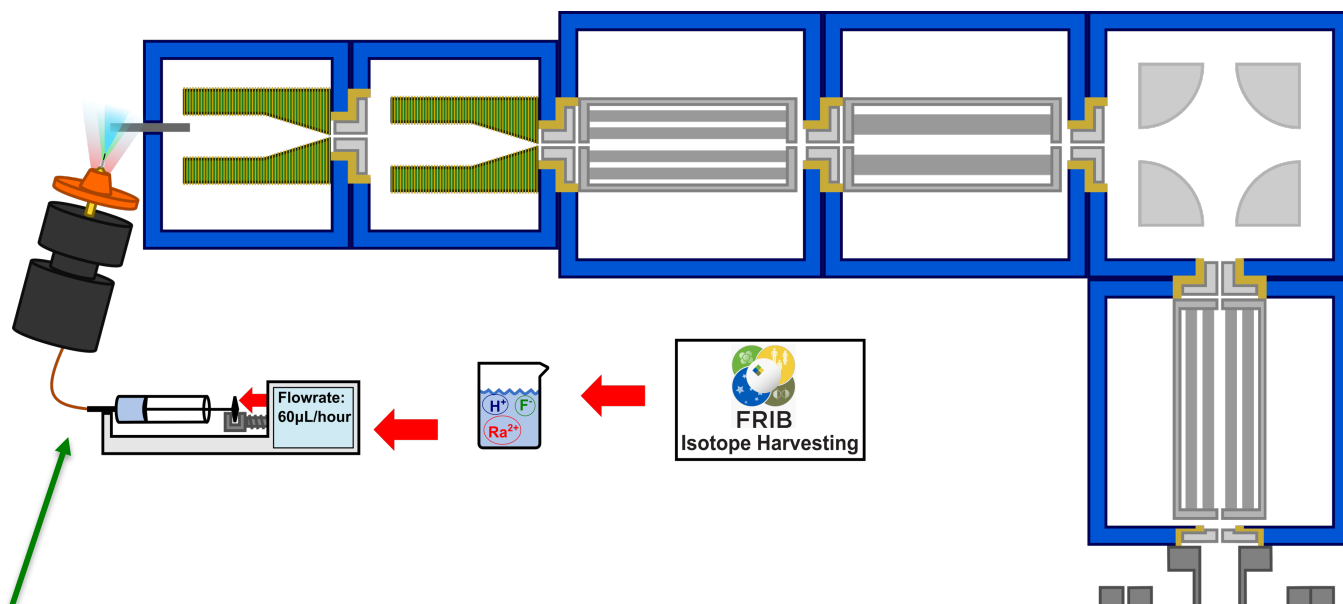 Flowrate:
60µL/hour
H⁺
F⁻
Ra²⁺
FRIB
Isotope Harvesting